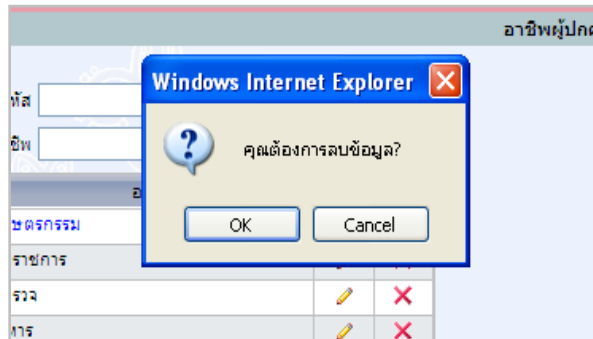 อาชีพผู้ปก
Windows Internet Explorer
หัส
ชีพ
คุณต้องการลบข้อมูล?
อ
OK
Cancel
ษตรกรรม
ราชการ
รวจ
หาร